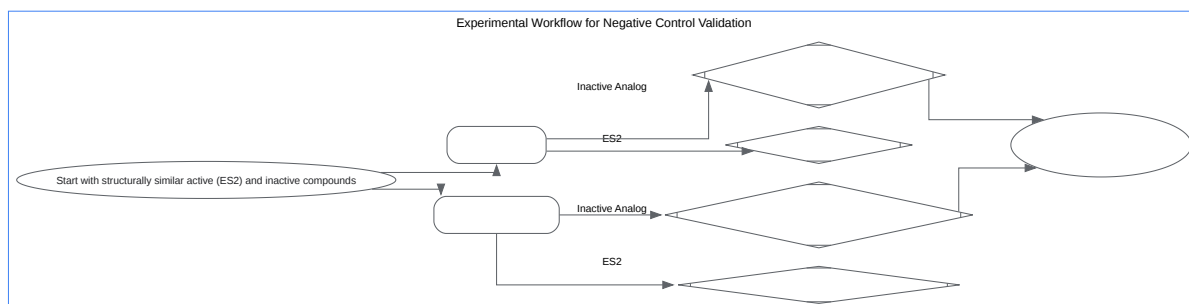 Experimental Workflow for Negative Control Validation
Inactive Analog
ES2
Start with structurally similar active (ES2) and inactive compounds
Inactive Analog
ES2